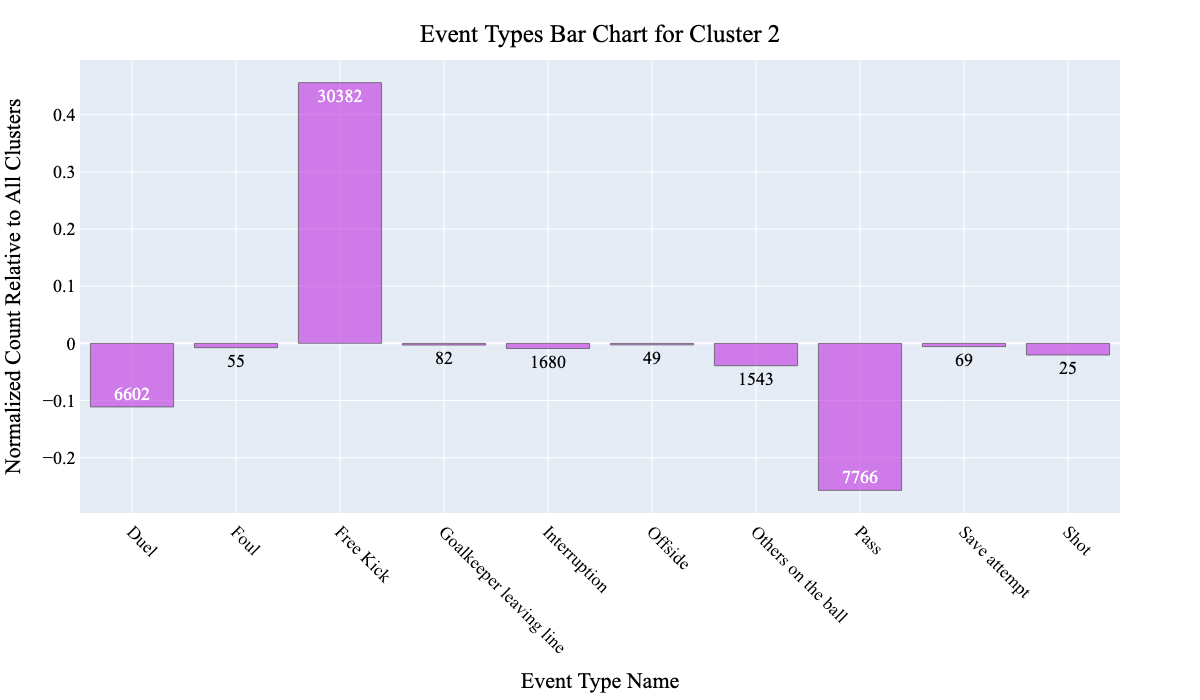 Event Types Bar Chart for Cluster 2
Normalized Count Relative to All Clusters
0.4
0.3
0.2
0.1
0
−0.1
−0.2
6602
55
30382
82
1680
49
1543
7766
69
25
Duel
Foul
Free Kick
Goalkeeper leaving line
Interruption
Offside
Others on the ball
Pass
Save attempt
Shot
Event Type Name